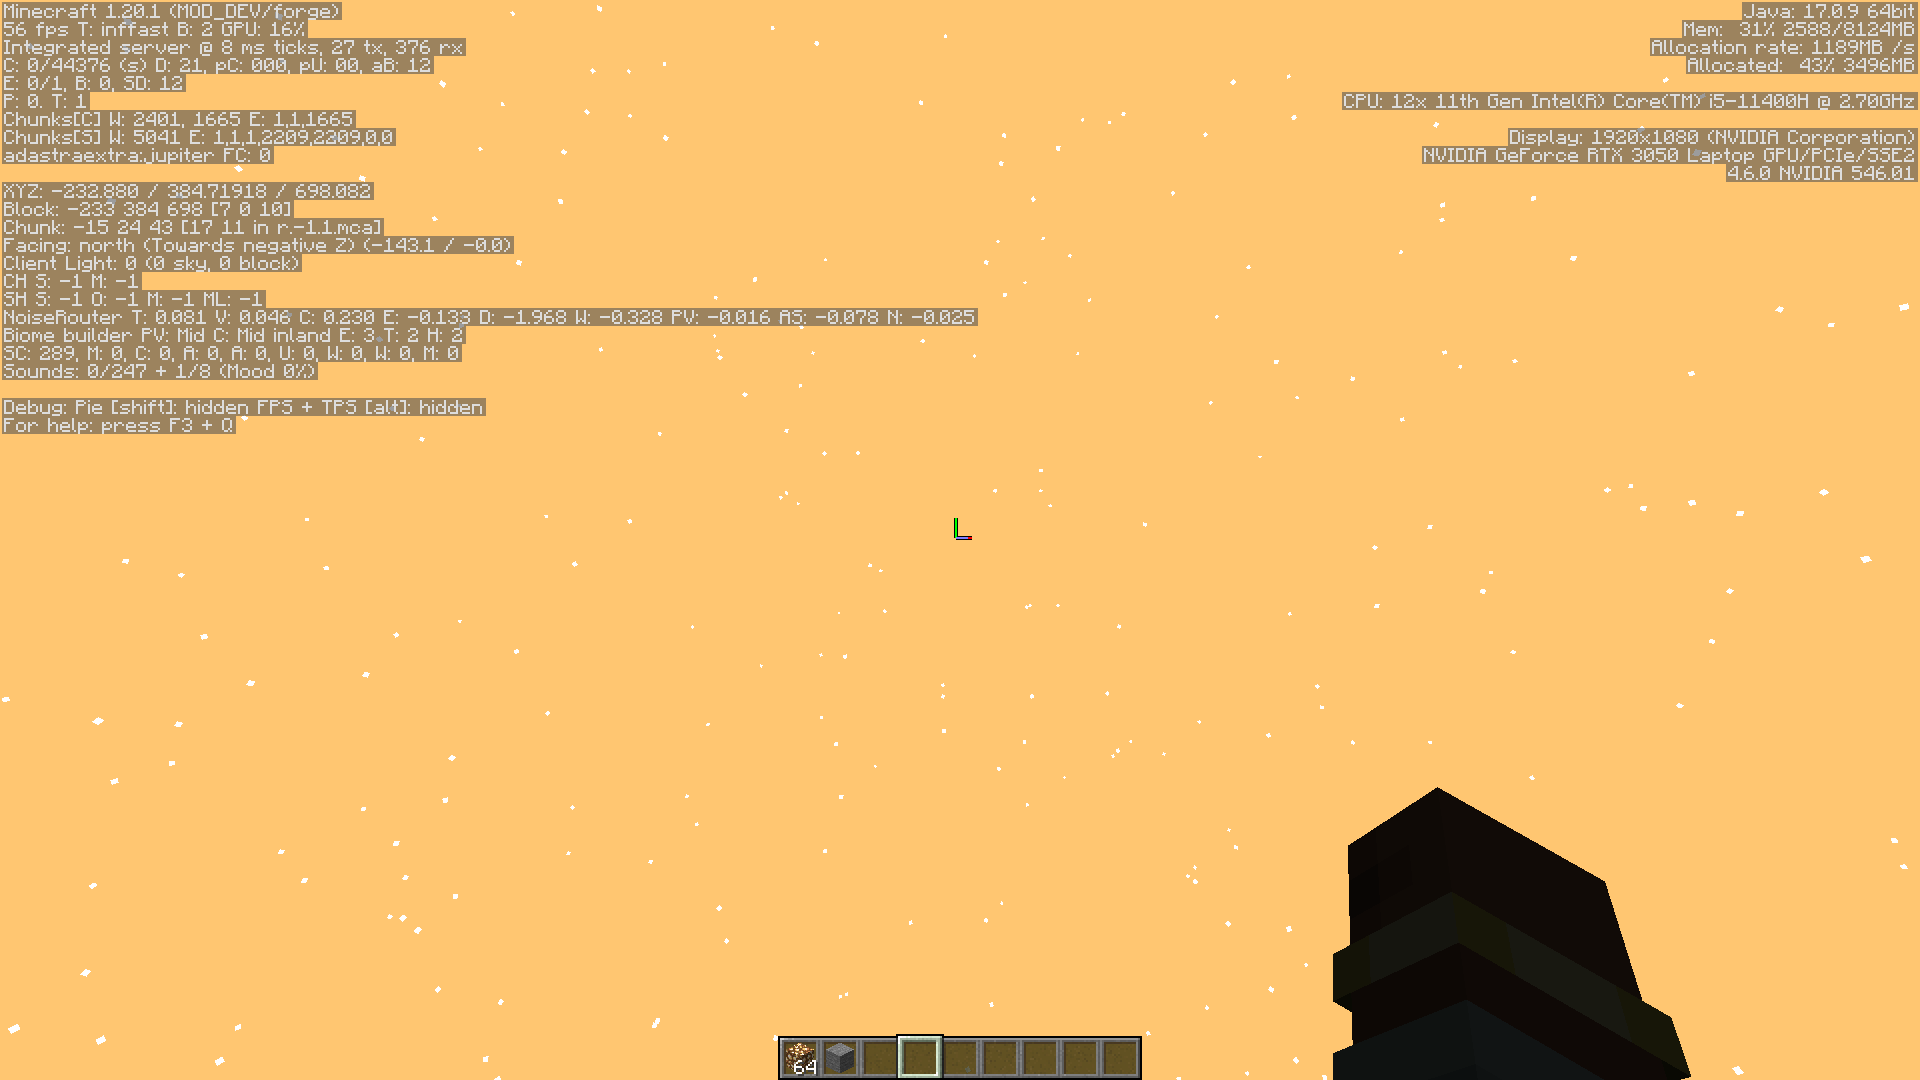 Minecraft 1.20.1 (MOD_DEV/forge)
56 fps T: inffast B: 2 GPU: 16%
Integrated server @ 8 ms ticks, 27 tx, 376 rx
C: 0/44376 (s) D: 21, pC: 000, pU: 00, aB: 12
E: 0/1, B: 0, SD: 12
P: 0. T: 1
Chunks[C] W: 2401, 1665 E: 1,1,1665
Chunks[S] W: 5041 E: 1,1,1,2209,2209,0,0
adastraextra:jupiter FC: 0
XYZ: -232.880 / 384.71918 / 698.082
Block: -233 384 698 [7 0 10]
Chunk: -15 24 43 [17 11 in r.-1.1.mca]
Facing: north (Towards negative Z) (-143.1 / -0.0)
Client Light: 0 (0 sky, 0 block)
CH S: -1 M: -1
SH S: -1 O: -1 M: -1 ML: -1
NoiseRouter T: 0.081 V: 0.046 C: 0.230 E: -0.133 D: -1.968 W: -0.328 PV: -0.016 AS: -0.078 N: -0.025
Biome builder PV: Mid C: Mid inland E: 3 T: 2 H: 2
SC: 289, M: 0, C: 0, A: 0, A: 0, U: 0, W: 0, W: 0, M: 0
Sounds: 0/247 + 1/8 (Mood 0%)
Debug: Pie [shift]: hidden FPS + TPS [alt]: hidden
For help: press F3 + Q
Java: 17.0.9 64bit
Mem: 31% 2588/8124MB
Allocation rate: 1189MB /s
Allocated: 43% 3496MB
CPU: 12x 11th Gen Intel(R) Core(TM) i5-11400H @ 2.70GHz
Display: 1920x1080 (NVIDIA Corporation)
NVIDIA GeForce RTX 3050 Laptop GPU/PCIe/SSE2
4.6.0 NVIDIA 546.01
64